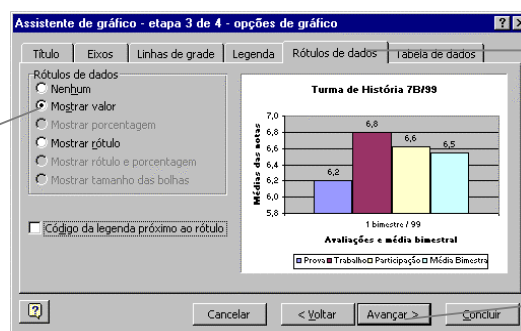 Assistente de gráfico - etapa 3 de 4 - opções de gráfico
Título Eixos Linhas de grade Legenda Rótulos de dados Tabela de dados
Rótulos de dados
Nenhum
Mostrar valor
Mostrar porcentagem
Mostrar rótulo
Mostrar rótulo e porcentagem
Mostrar tamanho das bolhas
Código da legenda próximo ao rótulo
Turma de História 7B/99
Médias das notas
7,0
6,8
6,6
6,4
6,2
6,0
5,8
6,2
6,8
6,6
6,5
1 bimestre / 99
Avaliações e média bimestral
Prova Trabalho Participação Média Bimestra
Cancelar < Voltar Avançar > Concluir